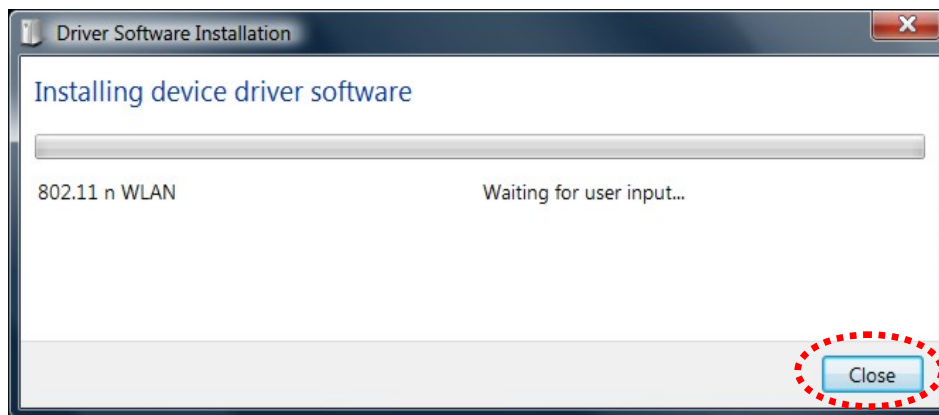 Driver Software Installation
Installing device driver software
802.11 n WLAN Waiting for user input...
Close